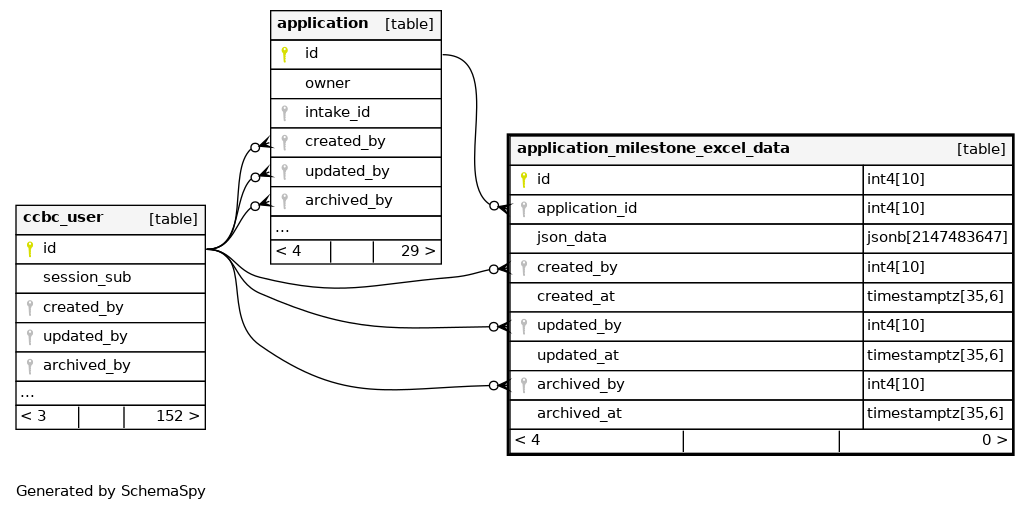 application [table]
id
owner
intake_id
created_by
updated_by
archived_by
...
< 4 29 >
ccbc_user [table]
id
session_sub
created_by
updated_by
archived_by
...
< 3 152 >
application_milestone_excel_data [table]
id int4[10]
application_id int4[10]
json_data jsonb[2147483647]
created_by int4[10]
created_at timestamptz[35,6]
updated_by int4[10]
updated_at timestamptz[35,6]
archived_by int4[10]
archived_at timestamptz[35,6]
< 4 0 >
Generated by SchemaSpy